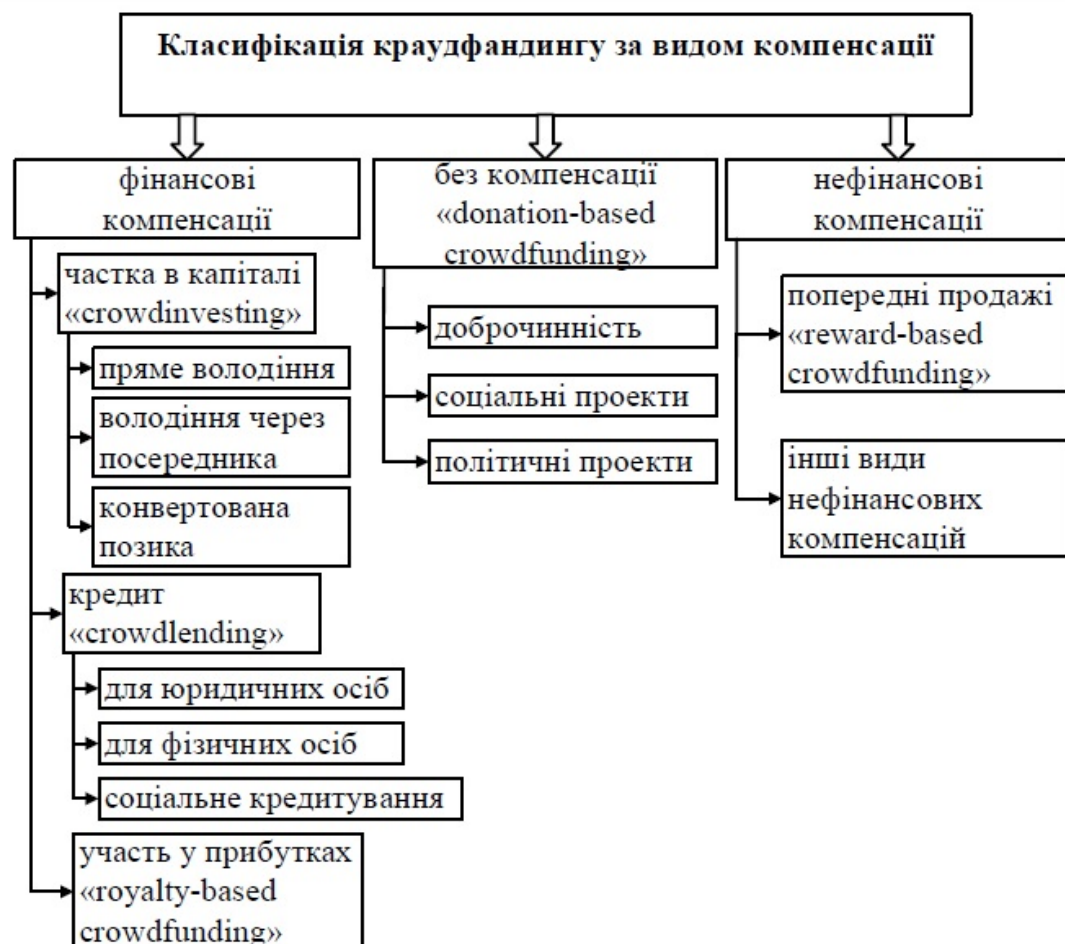 Класифікація краудфандингу за видом компенсації
фінансові
компенсації
частка в капіталі
«crowdinvesting»
пряме володіння
володіння через
посередника
конвертована
позика
кредит
«crowdlending»
для юридичних осіб
для фізичних осіб
соціальне кредитування
участь у прибутках
«royalty-based
crowdfunding»
без компенсації
«donation-based
crowdfunding»
доброчинність
соціальні проекти
політичні проекти
нефінансові
компенсації
попередні продажі
«reward-based
crowdfunding»
інші види
нефінансових
компенсацій